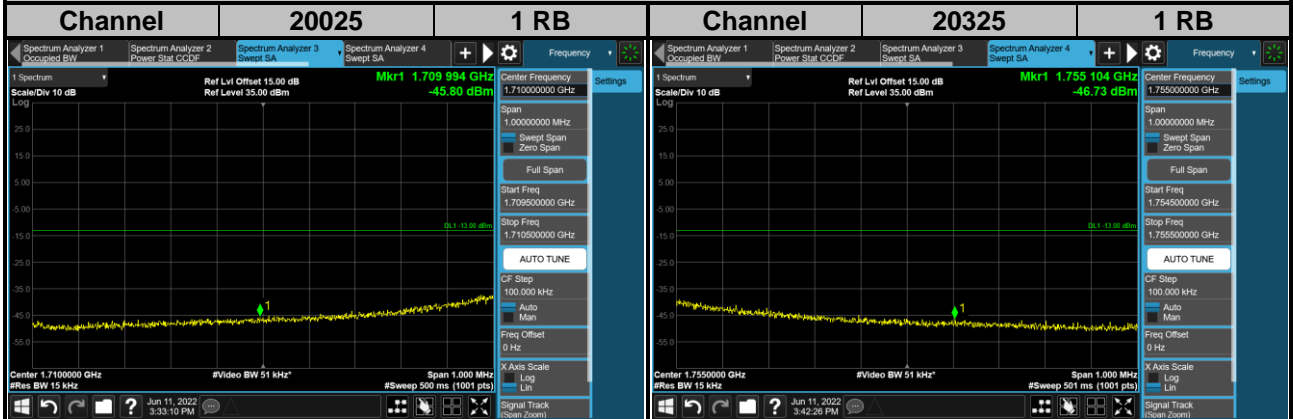 Channel 20025 1 RB Channel 20325 1 RB
Spectrum Analyzer 1 Spectrum Analyzer 2 Spectrum Analyzer 3 Spectrum Analyzer 4 + Frequency
Occupied BW Power Stat CCDF Swept SA Swept SA
1 Spectrum Ref Lvl Offset 15.00 dB Mkr1 1.709 994 GHz
Scale/Div 10 dB Ref Level 35.00 dBm -45.80 dBm
Log
25.0
15.0
5.00
-5.00
DL1 -13.00 dBm
-15.0
-25.0
-35.0
1
-45.0
-55.0
Center 1.7100000 GHz #Video BW 51 kHz* Span 1.000 MHz
#Res BW 15 kHz #Sweep 500 ms (1001 pts)
Center Frequency Settings
1.710000000 GHz
Span
1.00000000 MHz
Swept Span
Zero Span
Full Span
Start Freq
1.709500000 GHz
Stop Freq
1.710500000 GHz
AUTO TUNE
CF Step
100.000 kHz
Auto
Man
Freq Offset
0 Hz
X Axis Scale
Log
Lin
Signal Track
(Span Zoom)
? Jun 11, 2022
3:33:10 PM
Spectrum Analyzer 1 Spectrum Analyzer 2 Spectrum Analyzer 3 Spectrum Analyzer 4 + Frequency
Occupied BW Power Stat CCDF Swept SA Swept SA
1 Spectrum Ref Lvl Offset 15.00 dB Mkr1 1.755 104 GHz
Scale/Div 10 dB Ref Level 35.00 dBm -46.73 dBm
Log
25.0
15.0
5.00
-5.00
DL1 -13.00 dBm
-15.0
-25.0
-35.0
1
-45.0
-55.0
Center 1.7550000 GHz #Video BW 51 kHz* Span 1.000 MHz
#Res BW 15 kHz #Sweep 501 ms (1001 pts)
Center Frequency Settings
1.755000000 GHz
Span
1.00000000 MHz
Swept Span
Zero Span
Full Span
Start Freq
1.754500000 GHz
Stop Freq
1.755500000 GHz
AUTO TUNE
CF Step
100.000 kHz
Auto
Man
Freq Offset
0 Hz
X Axis Scale
Log
Lin
Signal Track
(Span Zoom)
? Jun 11, 2022
3:42:26 PM